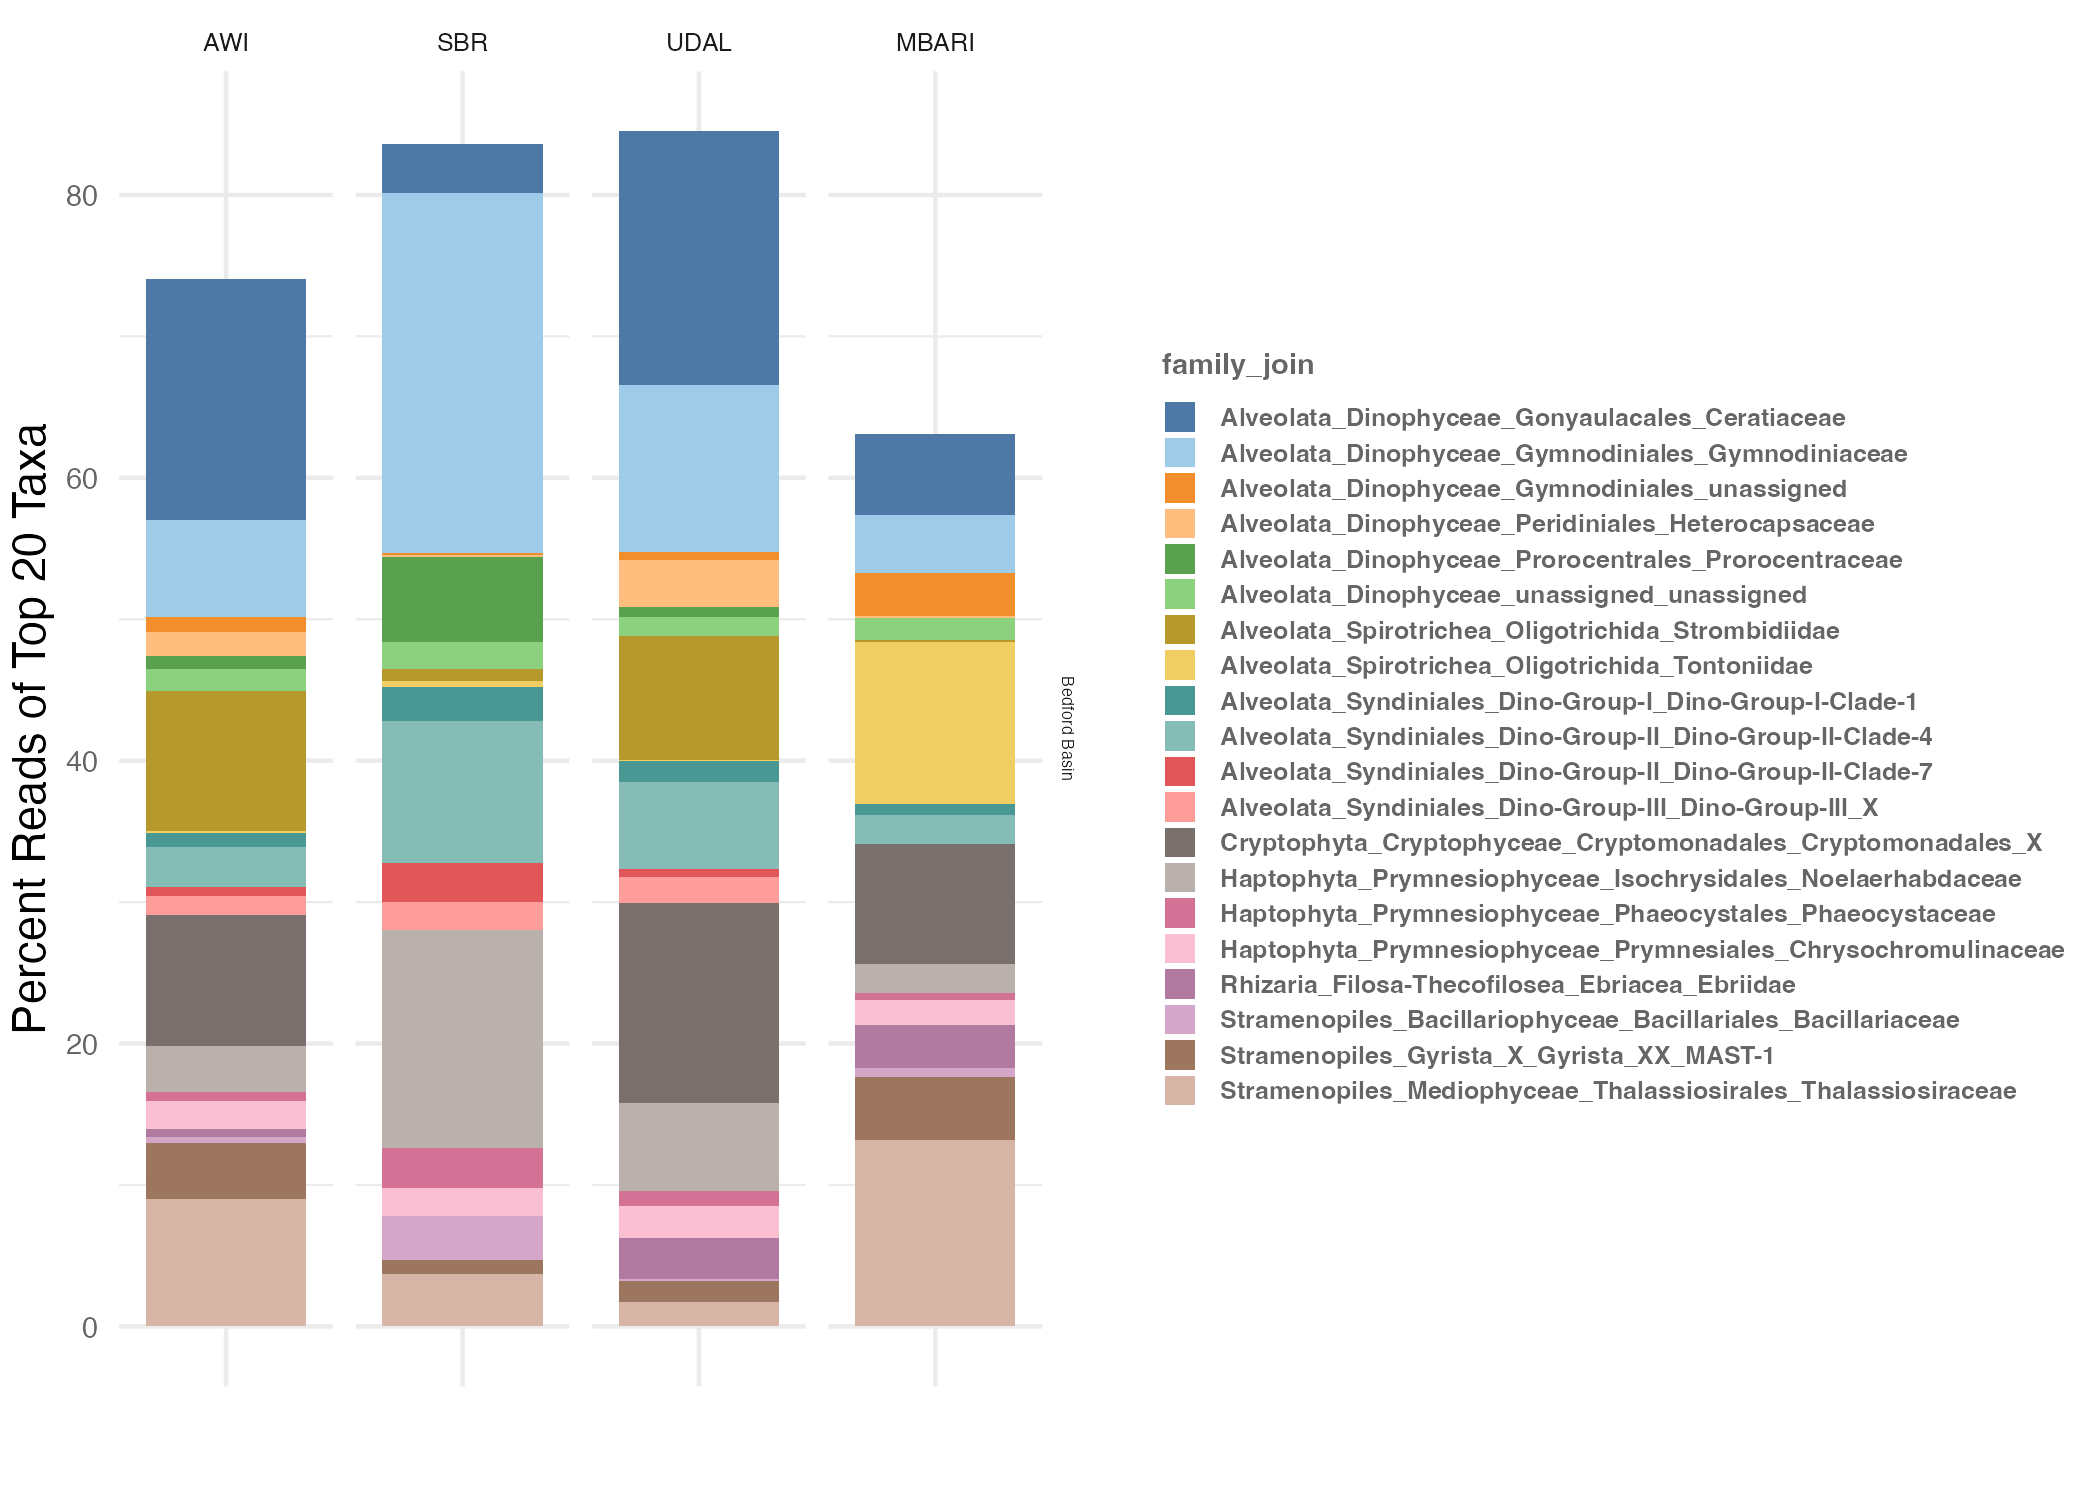 AWI SBR UDAL MBARI
Percent Reads of Top 20 Taxa
80
60
40
20
0
Bedford Basin
family_join
Alveolata_Dinophyceae_Gonyaulacales_Ceratiaceae
Alveolata_Dinophyceae_Gymnodiniales_Gymnodiniaceae
Alveolata_Dinophyceae_Gymnodiniales_unassigned
Alveolata_Dinophyceae_Peridiniales_Heterocapsaceae
Alveolata_Dinophyceae_Prorocentrales_Prorocentraceae
Alveolata_Dinophyceae_unassigned_unassigned
Alveolata_Spirotrichea_Oligotrichida_Strombidiidae
Alveolata_Spirotrichea_Oligotrichida_Tontoniidae
Alveolata_Syndiniales_Dino-Group-I_Dino-Group-I-Clade-1
Alveolata_Syndiniales_Dino-Group-II_Dino-Group-II-Clade-4
Alveolata_Syndiniales_Dino-Group-II_Dino-Group-II-Clade-7
Alveolata_Syndiniales_Dino-Group-III_Dino-Group-III_X
Cryptophyta_Cryptophyceae_Cryptomonadales_Cryptomonadales_X
Haptophyta_Prymnesiophyceae_Isochrysidales_Noelaerhabdaceae
Haptophyta_Prymnesiophyceae_Phaeocystales_Phaeocystaceae
Haptophyta_Prymnesiophyceae_Prymnesiales_Chrysochromulinaceae
Rhizaria_Filosa-Thecofilosea_Ebriacea_Ebriidae
Stramenopiles_Bacillariophyceae_Bacillariales_Bacillariaceae
Stramenopiles_Gyrista_X_Gyrista_XX_MAST-1
Stramenopiles_Mediophyceae_Thalassiosirales_Thalassiosiraceae